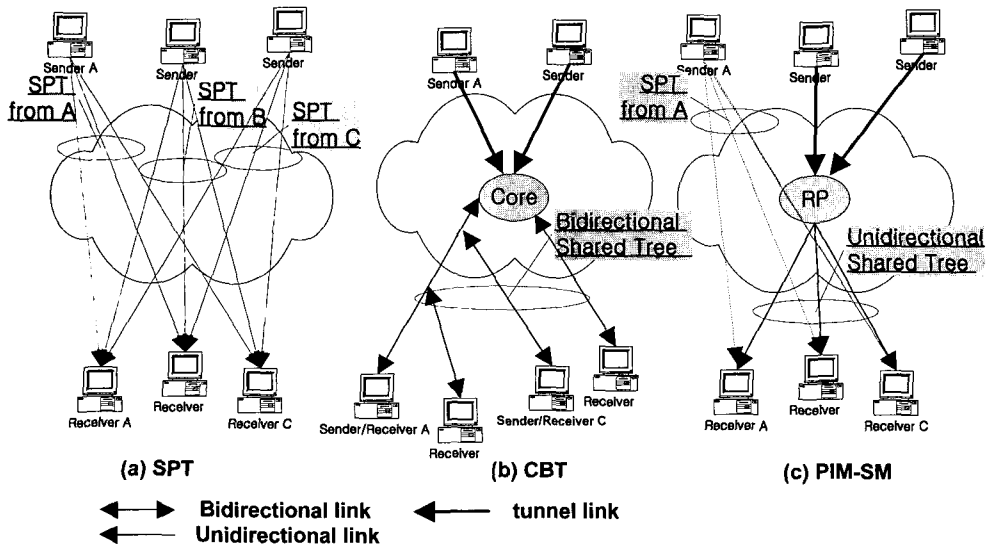 Sender A
Sender
Sender C
SPT
from A
SPT
from B
SPT
from C
Receiver A
Receiver
Receiver C
(a) SPT
Sender A
Sender
Core
Bidirectional
Shared Tree
Sender/Receiver A
Receiver
Sender/Receiver C
Receiver
(b) CBT
Sender A
Sender
Sender
SPT
from A
RP
Unidirectional
Shared Tree
Receiver A
Receiver
Receiver C
(c) PIM-SM
Bidirectional link
tunnel link
Unidirectional link